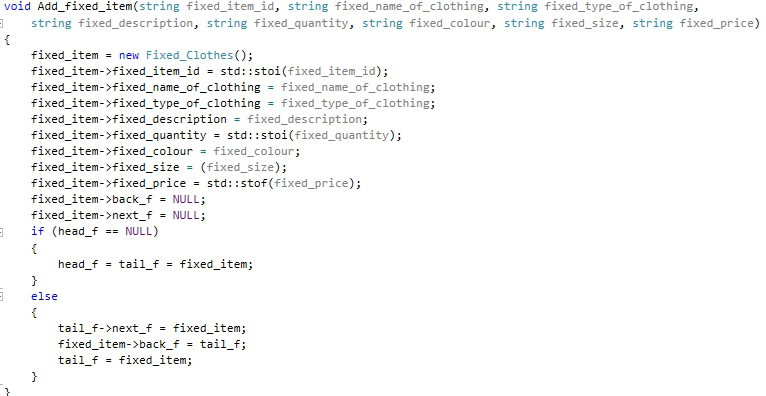 void Add_fixed_item(string fixed_item_id, string fixed_name_of_clothing, string fixed_type_of_clothing,
    string fixed_description, string fixed_quantity, string fixed_colour, string fixed_size, string fixed_price)
{
    fixed_item = new Fixed_Clothes();
    fixed_item->fixed_item_id = std::stoi(fixed_item_id);
    fixed_item->fixed_name_of_clothing = fixed_name_of_clothing;
    fixed_item->fixed_type_of_clothing = fixed_type_of_clothing;
    fixed_item->fixed_description = fixed_description;
    fixed_item->fixed_quantity = std::stoi(fixed_quantity);
    fixed_item->fixed_colour = fixed_colour;
    fixed_item->fixed_size = (fixed_size);
    fixed_item->fixed_price = std::stof(fixed_price);
    fixed_item->back_f = NULL;
    fixed_item->next_f = NULL;
    if (head_f == NULL)
    {
        head_f = tail_f = fixed_item;
    }
    else
    {
        tail_f->next_f = fixed_item;
        fixed_item->back_f = tail_f;
        tail_f = fixed_item;
    }
}